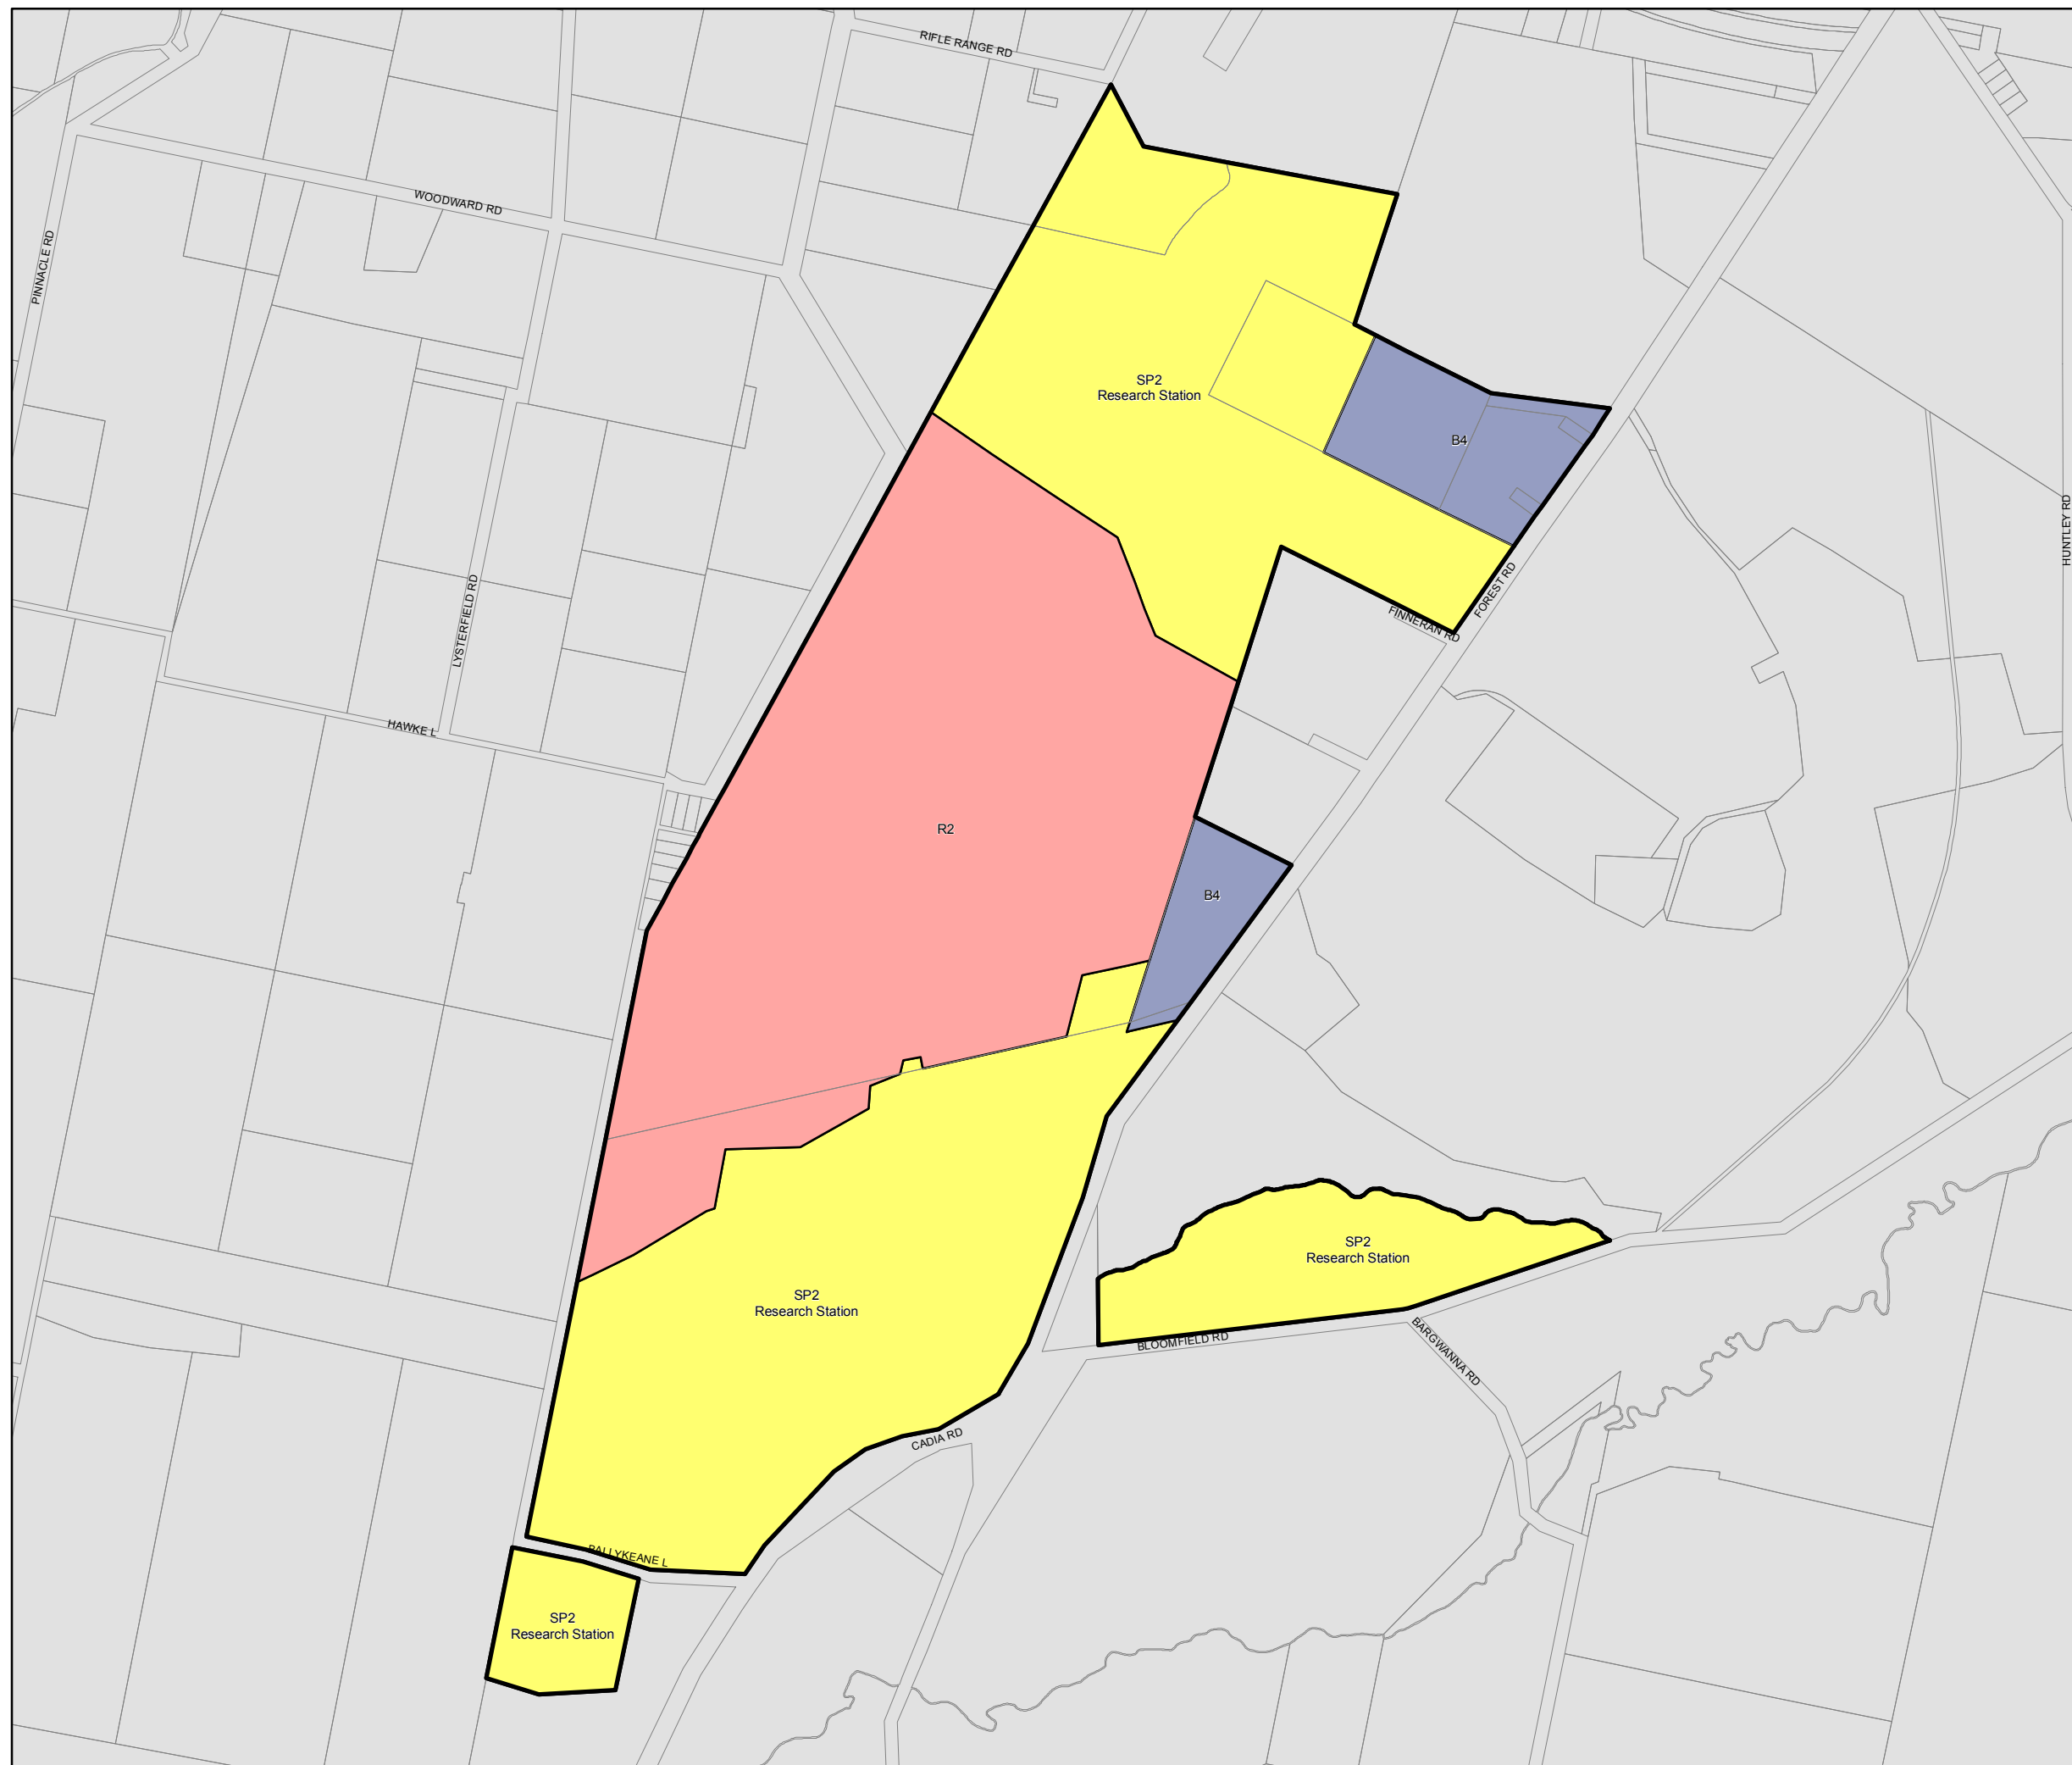 RIFLE RANGE RD
WOODWARD RD
PINNACLE RD
SP2
Research Station
B4
HUNTLEY RD
FOREST RD
FINNERAN RD
LYSTERFIELD RD
HAWKE L
R2
B4
SP2
Research Station
SP2
Research Station
BLOOMFIELD RD
BARGWANNA RD
CADIA RD
BALLYKEANE L
SP2
Research Station